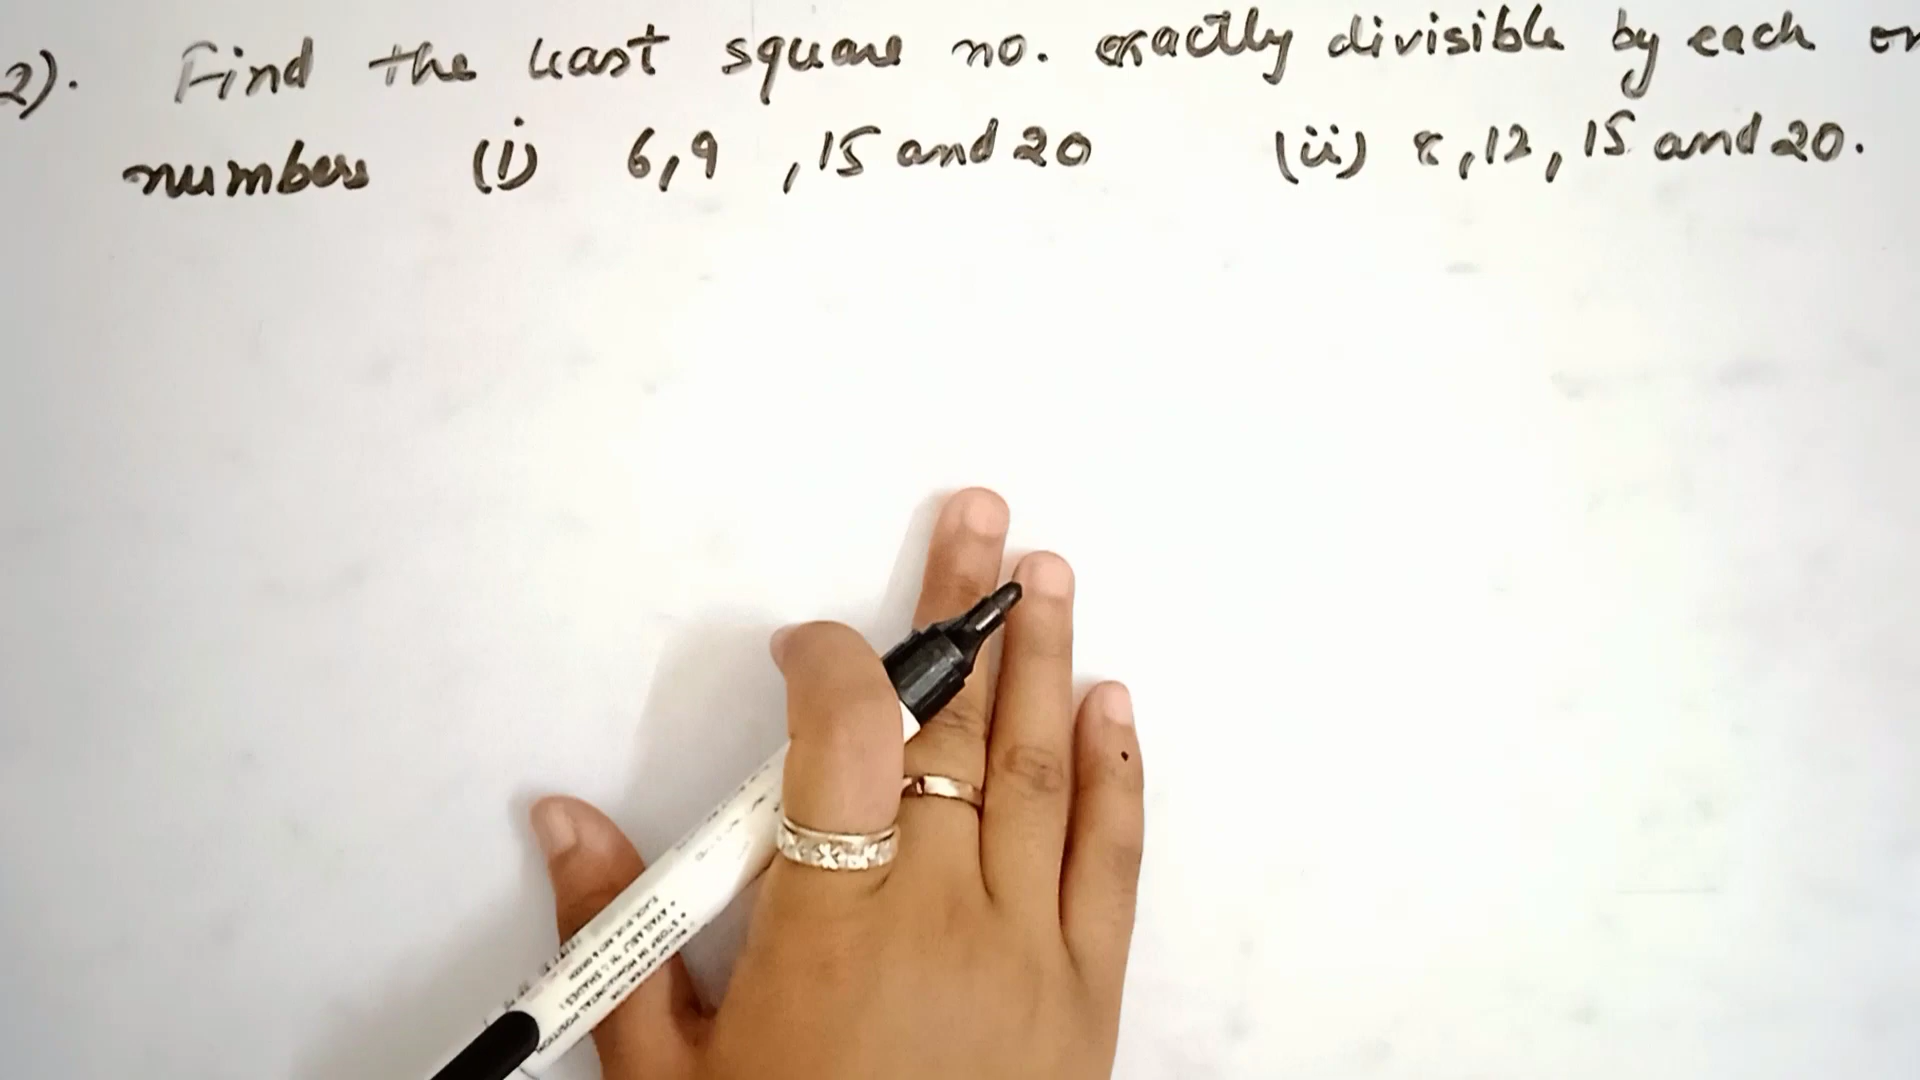 2). Find the least square no. exactly divisible by each
numbers (i) 6,9 ,15 and 20 (ii) 8,12, 15 and 20.